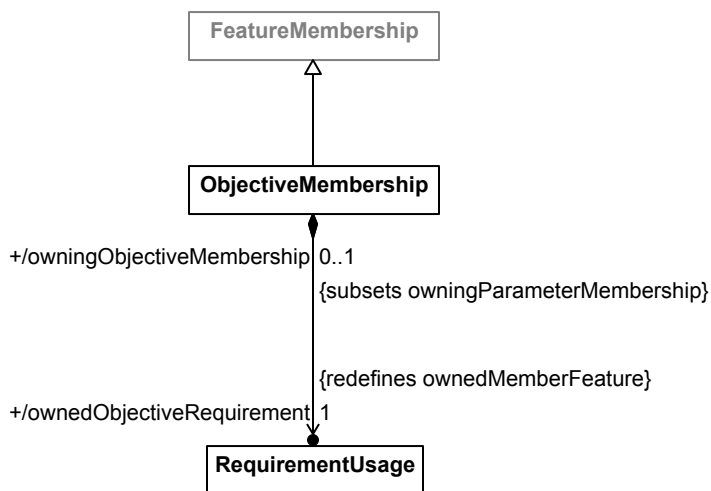 FeatureMembership
ObjectiveMembership
+/owningObjectiveMembership 0..1
{subsets owningParameterMembership}
{redefines ownedMemberFeature}
+/ownedObjectiveRequirement 1
RequirementUsage